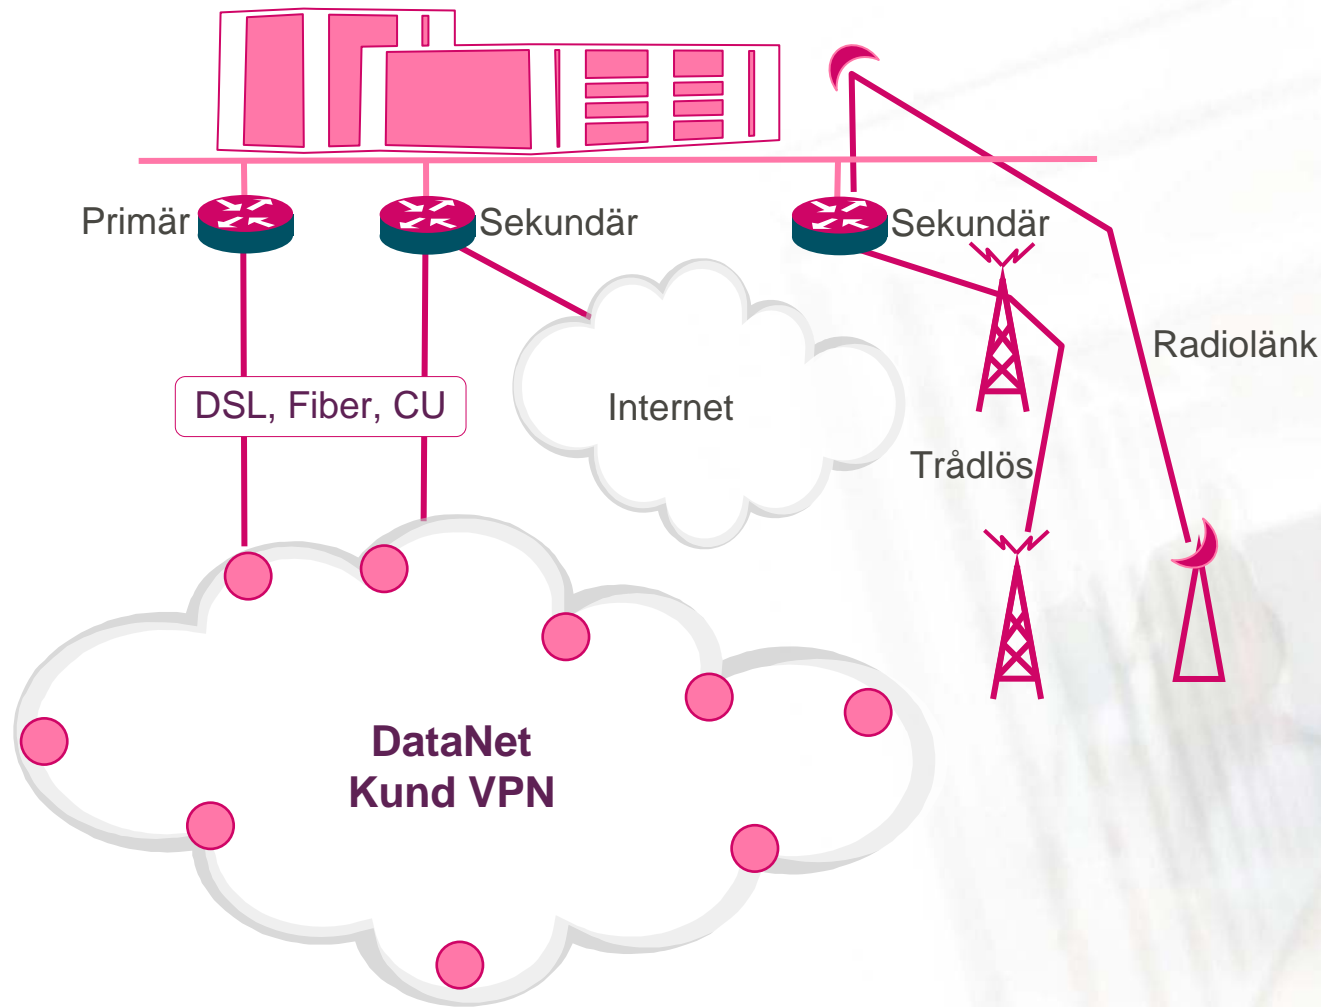 Primär
Sekundär
Sekundär
Radiolänk
DSL, Fiber, CU
Internet
Trådlös
DataNet
Kund VPN